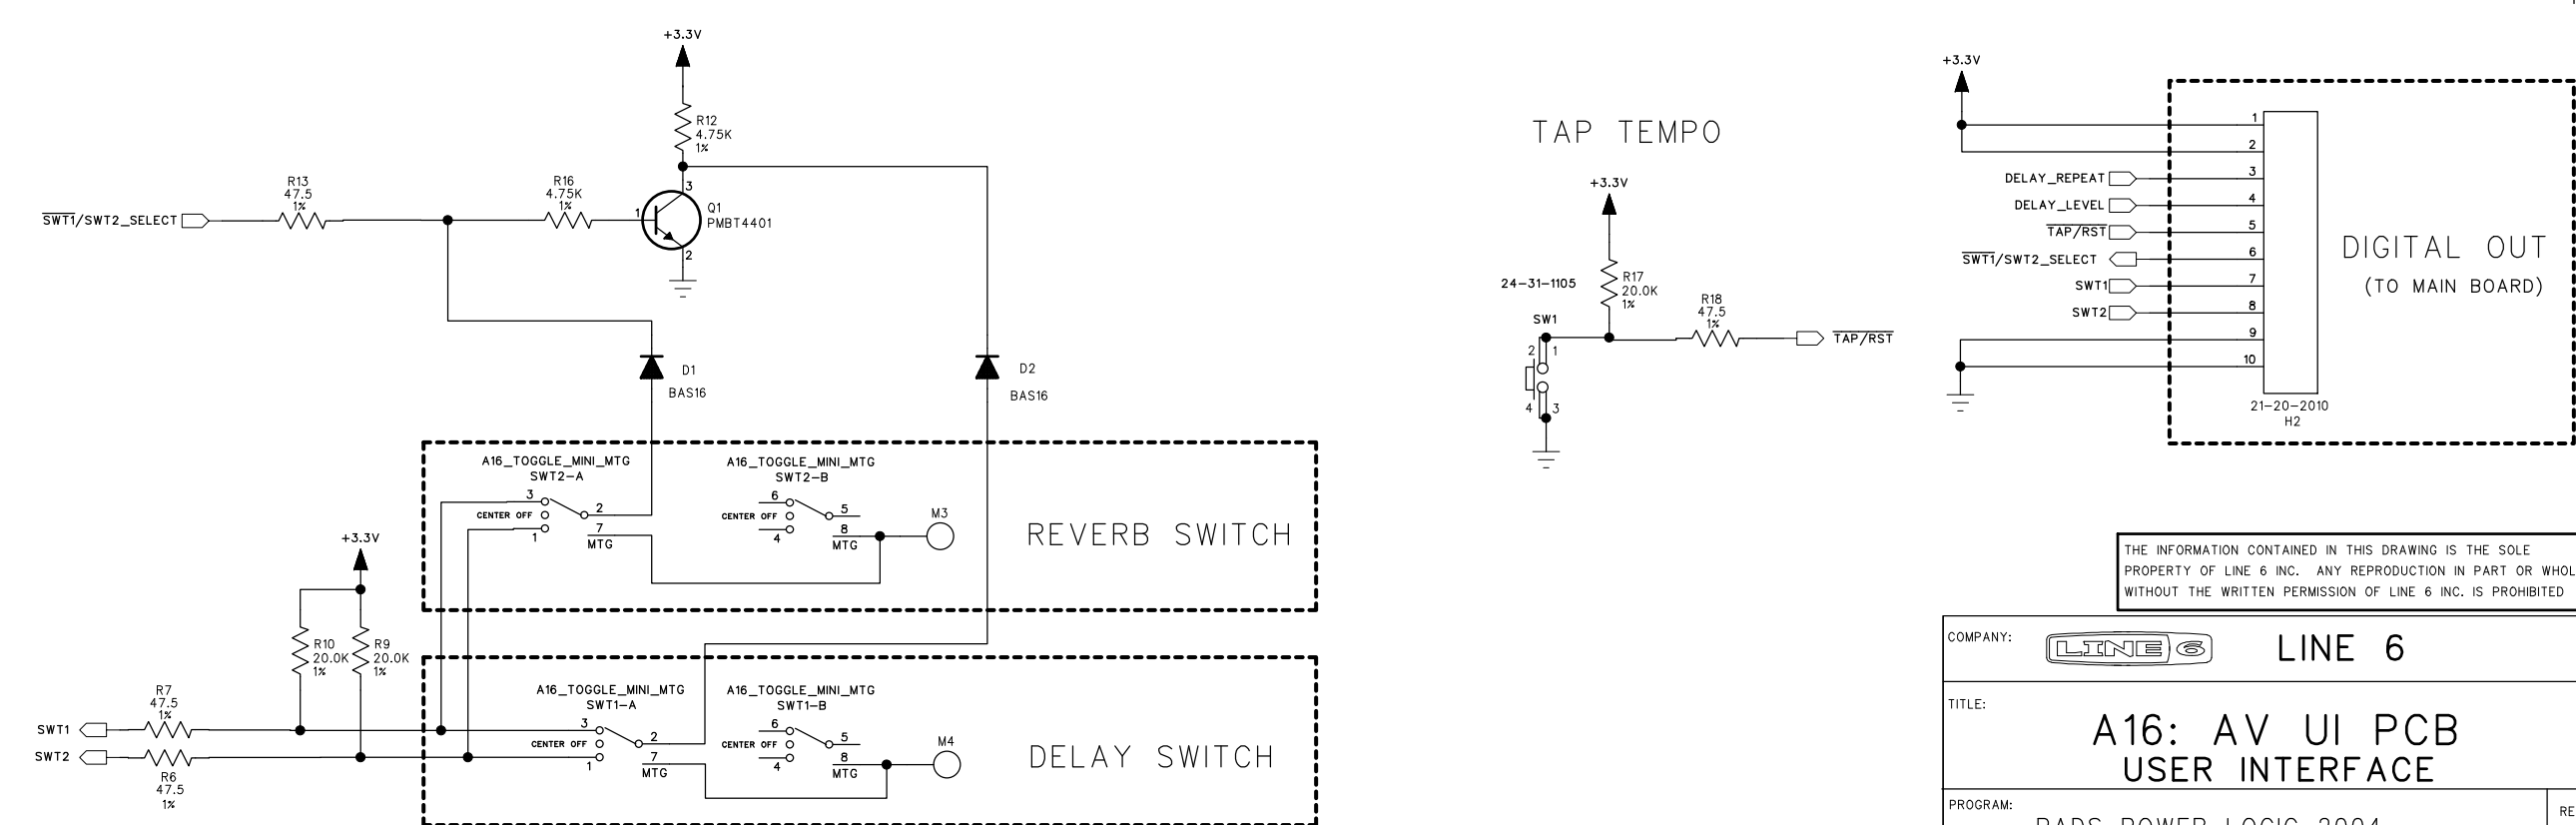 +3.3V
R12
4.75K
1%
3
R13
47.5
1%
R16
4.75K
1%
1
Q1
PMBT4401
2
SWT1/SWT2_SELECT
D1
BAS16
D2
BAS16
A16_TOGGLE_MINI_MTG
SWT2-A
3
2
CENTER OFF
7
1
MTG
A16_TOGGLE_MINI_MTG
SWT2-B
6
5
CENTER OFF
8
4
MTG
M3
REVERB SWITCH
+3.3V
R10
20.0K
1%
R9
20.0K
1%
R7
47.5
1%
SWT1
SWT2
R6
47.5
1%
A16_TOGGLE_MINI_MTG
SWT1-A
3
2
CENTER OFF
7
1
MTG
A16_TOGGLE_MINI_MTG
SWT1-B
6
5
CENTER OFF
8
4
MTG
M4
DELAY SWITCH
TAP TEMPO
+3.3V
24-31-1105
R17
20.0K
1%
R18
47.5
1%
SW1
2
1
4
3
TAP/RST
+3.3V
1
2
DELAY_REPEAT
3
DELAY_LEVEL
4
TAP/RST
5
SWT1/SWT2_SELECT
6
SWT1
7
SWT2
8
9
10
DIGITAL OUT
(TO MAIN BOARD)
21-20-2010
H2
THE INFORMATION CONTAINED IN THIS DRAWING IS THE SOLE
PROPERTY OF LINE 6 INC. ANY REPRODUCTION IN PART OR WHOL
WITHOUT THE WRITTEN PERMISSION OF LINE 6 INC. IS PROHIBITED
COMPANY:
LINE 6
LINE 6
TITLE:
A16: AV UI PCB
USER INTERFACE
PROGRAM:
PADS POWER LOGIC 2004
RE